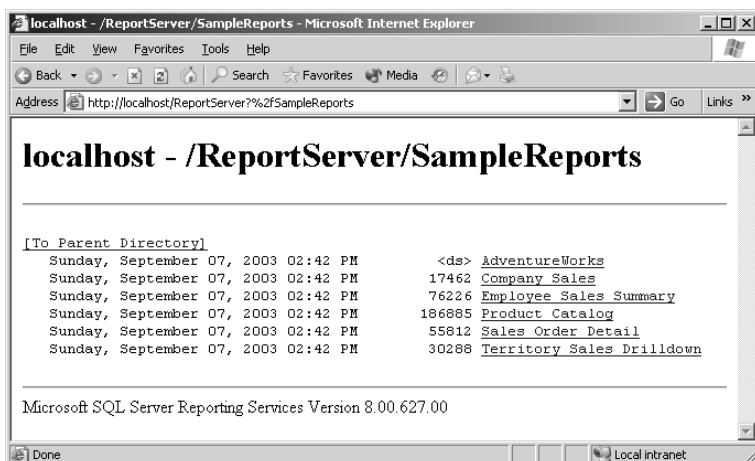 localhost - /ReportServer/SampleReports - Microsoft Internet Explorer
File Edit View Favorites Tools Help
Back Search Favorites Media
Address http://localhost/ReportServer?%2fSampleReports Go Links »
localhost - /ReportServer/SampleReports
[To Parent Directory]
Sunday, September 07, 2003 02:42 PM <ds> AdventureWorks
Sunday, September 07, 2003 02:42 PM 17462 Company Sales
Sunday, September 07, 2003 02:42 PM 76226 Employee Sales Summary
Sunday, September 07, 2003 02:42 PM 186885 Product Catalog
Sunday, September 07, 2003 02:42 PM 55812 Sales Order Detail
Sunday, September 07, 2003 02:42 PM 30288 Territory Sales Drilldown
Microsoft SQL Server Reporting Services Version 8.00.627.00
Done Local intranet